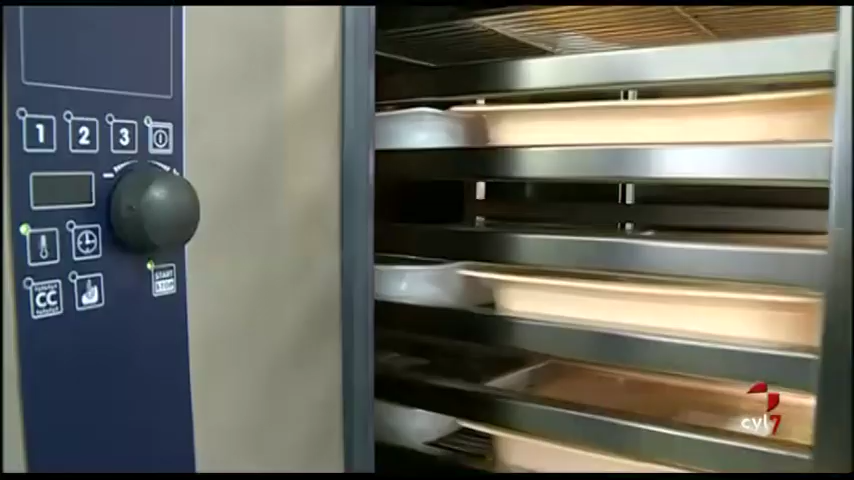 1 2 3
- +
CC
START
STOP
cyl7